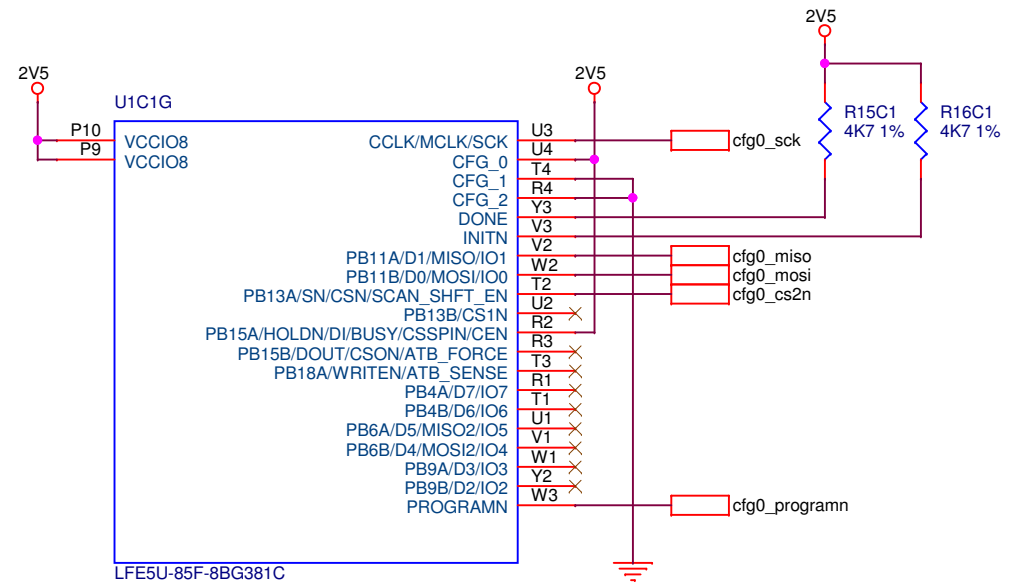 2V5
2V5
2V5
U1C1G
R15C1
4K7 1%
R16C1
4K7 1%
P10
VCCIO8
P9
VCCIO8
CCLK/MCLK/SCK
U3
cfg0_sck
CFG_0
U4
CFG_1
T4
CFG_2
R4
DONE
Y3
INITN
V3
PB11A/D1/MISO/IO1
V2
cfg0_miso
PB11B/D0/MOSI/IO0
W2
cfg0_mosi
PB13A/SN/CSN/SCAN_SHFT_EN
T2
cfg0_cs2n
PB13B/CS1N
U2
PB15A/HOLDN/DI/BUSY/CSSPIN/CEN
R2
PB15B/DOUT/CSON/ATB_FORCE
R3
PB18A/WRITEN/ATB_SENSE
T3
PB4A/D7/IO7
R1
PB4B/D6/IO6
T1
PB6A/D5/MISO2/IO5
U1
PB6B/D4/MOSI2/IO4
V1
PB9A/D3/IO3
W1
PB9B/D2/IO2
Y2
PROGRAMN
W3
cfg0_programn
LFE5U-85F-8BG381C